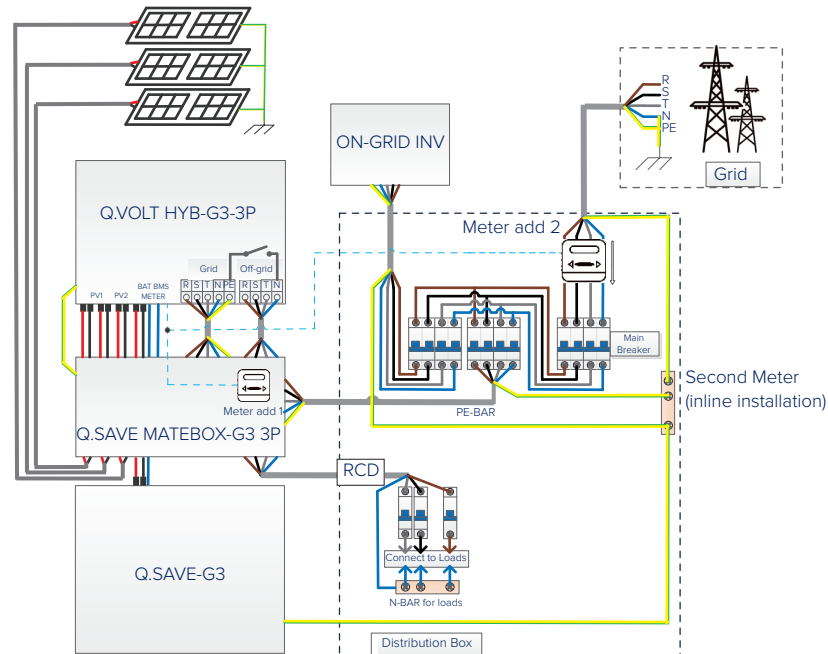 R
S
T
N
PE
Grid
ON-GRID INV
Q.VOLT HYB-G3-3P
Meter add 2
Grid
Off-grid
BAT BMS
PV1
PV2
METER
R S T N PE
R S T N
Main
Breaker
Second Meter
(inline installation)
Meter add 1
PE-BAR
Q.SAVE MATEBOX-G3 3P
RCD
Connect to Loads
Q.SAVE-G3
N-BAR for loads
Distribution Box